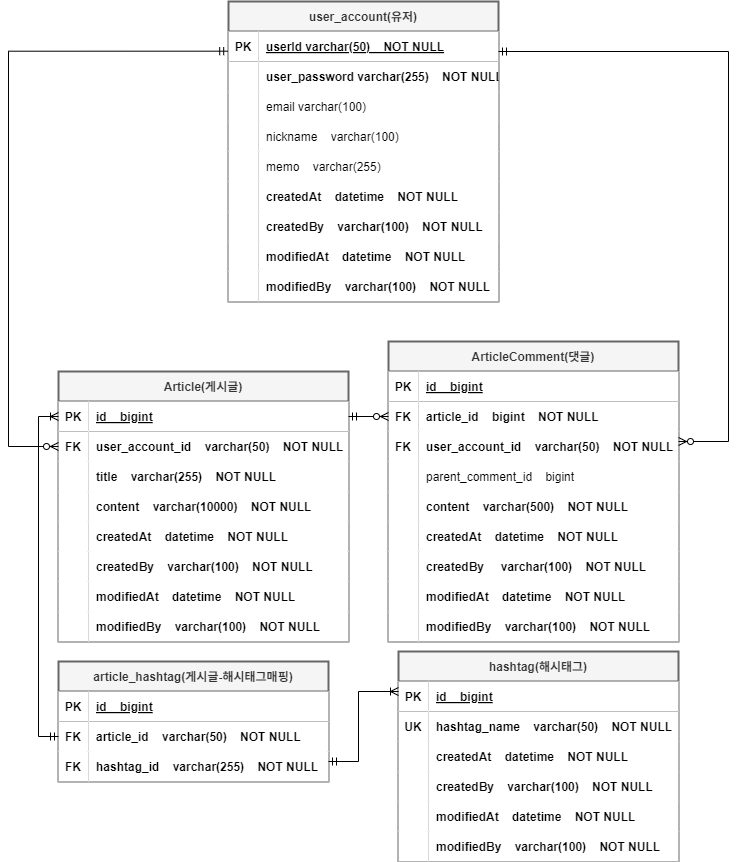 user_account(유저)
PK userId varchar(50) NOT NULL
user_password varchar(255) NOT NULL
email varchar(100)
nickname varchar(100)
memo varchar(255)
createdAt datetime NOT NULL
createdBy varchar(100) NOT NULL
modifiedAt datetime NOT NULL
modifiedBy varchar(100) NOT NULL
Article(게시글)
PK id bigint
FK user_account_id varchar(50) NOT NULL
title varchar(255) NOT NULL
content varchar(10000) NOT NULL
createdAt datetime NOT NULL
createdBy varchar(100) NOT NULL
modifiedAt datetime NOT NULL
modifiedBy varchar(100) NOT NULL
ArticleComment(댓글)
PK id bigint
FK article_id bigint NOT NULL
FK user_account_id varchar(50) NOT NULL
parent_comment_id bigint
content varchar(500) NOT NULL
createdAt datetime NOT NULL
createdBy varchar(100) NOT NULL
modifiedAt datetime NOT NULL
modifiedBy varchar(100) NOT NULL
article_hashtag(게시글-해시태그매핑)
PK id bigint
FK article_id varchar(50) NOT NULL
FK hashtag_id varchar(255) NOT NULL
hashtag(해시태그)
PK id bigint
UK hashtag_name varchar(50) NOT NULL
createdAt datetime NOT NULL
createdBy varchar(100) NOT NULL
modifiedAt datetime NOT NULL
modifiedBy varchar(100) NOT NULL